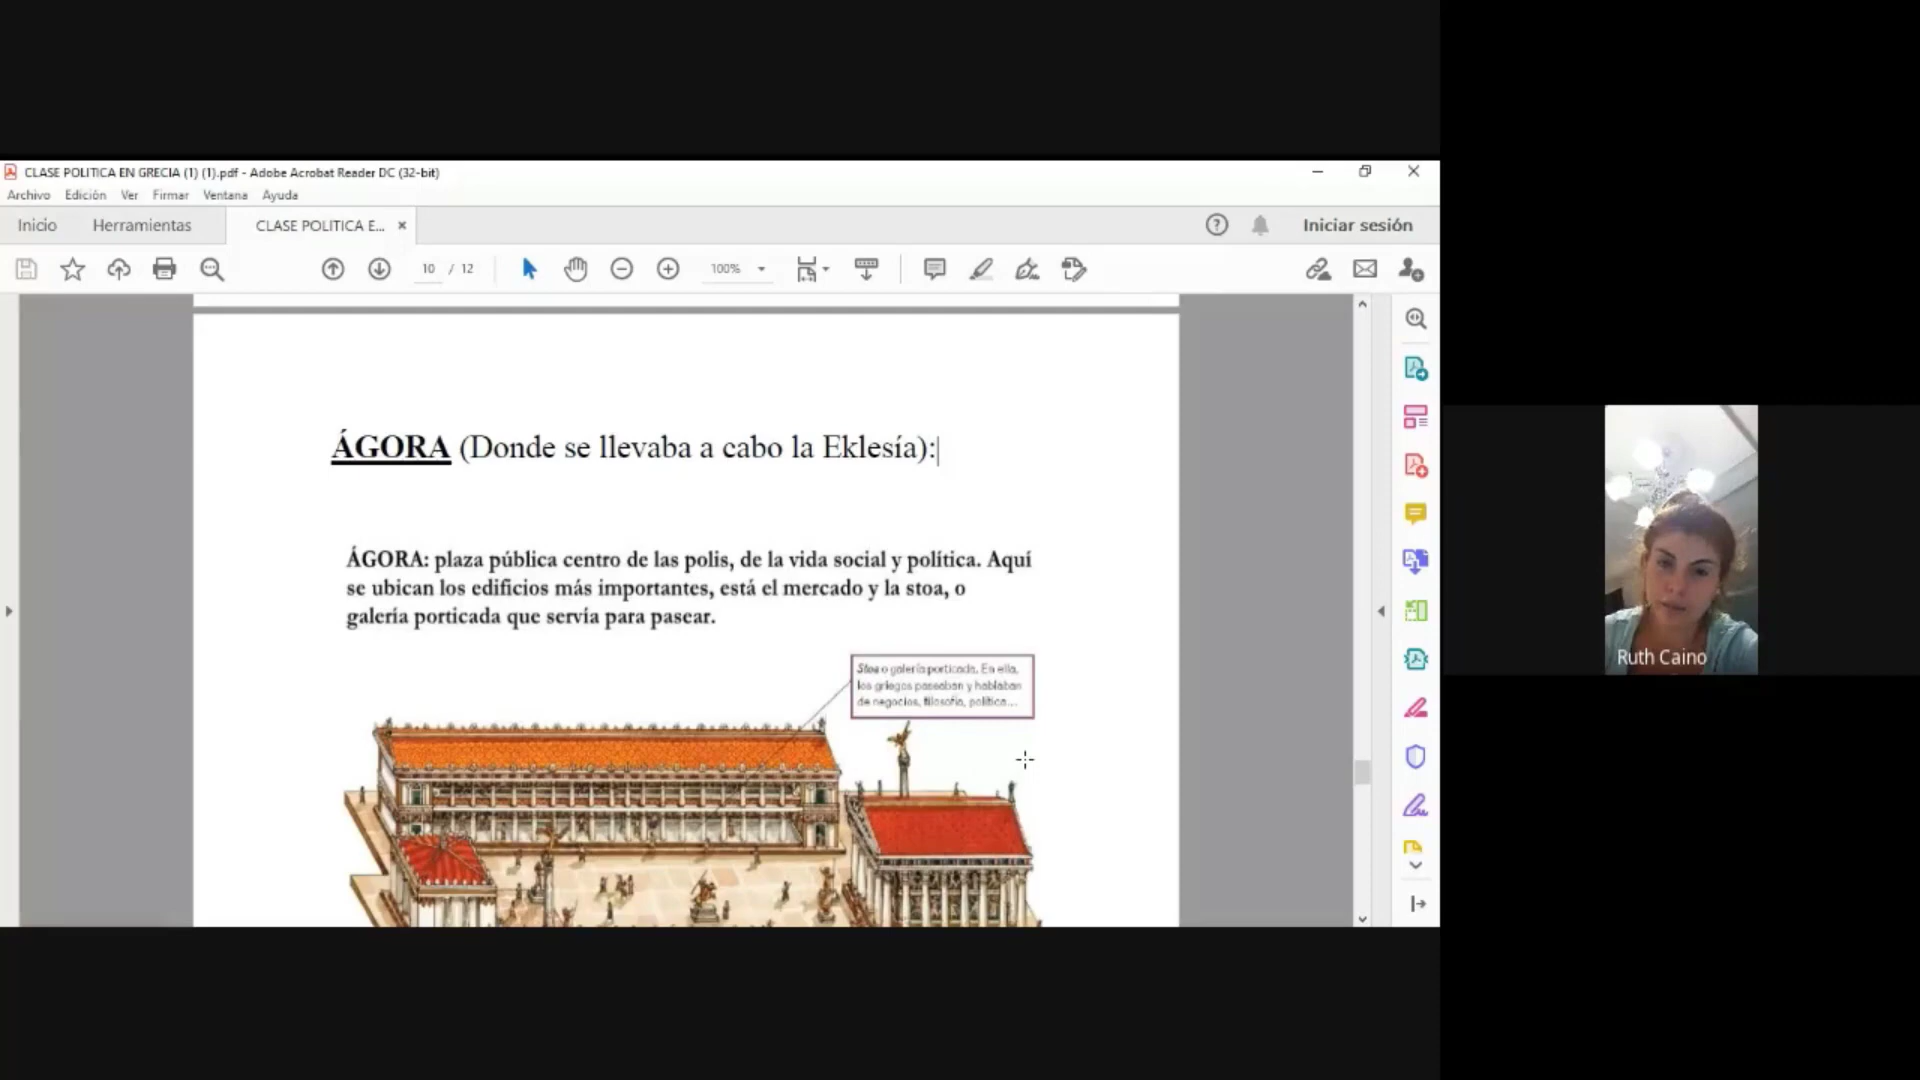 CLASE POLITICA EN GRECIA (1) (1).pdf - Adobe Acrobat Reader DC (32-bit)
Archivo Edición Ver Firmar Ventana Ayuda
Inicio Herramientas CLASE POLITICA E... Iniciar sesión
10 / 12 100%
ÁGORA (Donde se llevaba a cabo la Eklesía):
ÁGORA: plaza pública centro de las polis, de la vida social y política. Aquí
se ubican los edificios más importantes, está el mercado y la stoa, o
galería porticada que servía para pasear.
Stoa o galería porticada. En ella,
los griegos paseaban y hablaban
de negocios, filosofía, política...
Ruth Caino